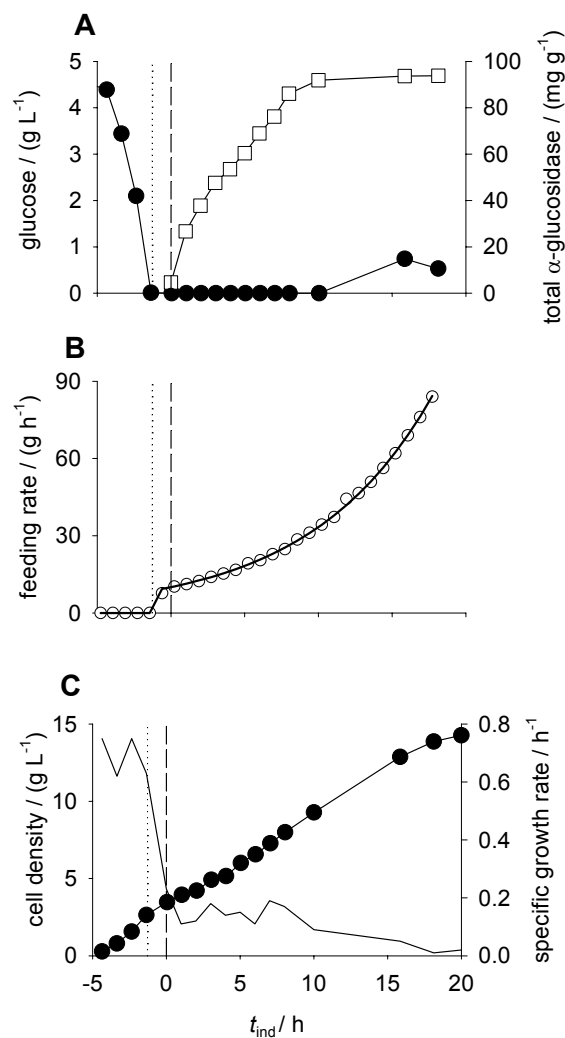 A
5
4
3
2
1
0
glucose / (g L⁻¹)
100
80
60
40
20
0
total α-glucosidase / (mg g⁻¹)
B
90
60
30
0
feeding rate / (g h⁻¹)
C
15
10
5
0
cell density / (g L⁻¹)
0.8
0.6
0.4
0.2
0.0
specific growth rate / h⁻¹
-5 0 5 10 15 20
t_ind / h